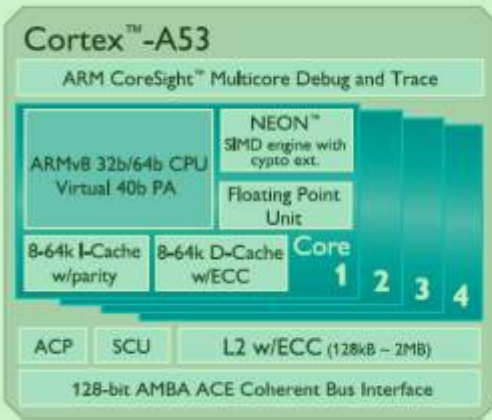 Cortex™-A53
ARM CoreSight™ Multicore Debug and Trace
ARMv8 32b/64b CPU
Virtual 40b PA
NEON™
SIMD engine with
cypto ext.
Floating Point
Unit
8-64k I-Cache
w/parity
8-64k D-Cache
w/ECC
Core
1
2
3
4
ACP
SCU
L2 w/ECC (128kB ~ 2MB)
128-bit AMBA ACE Coherent Bus Interface